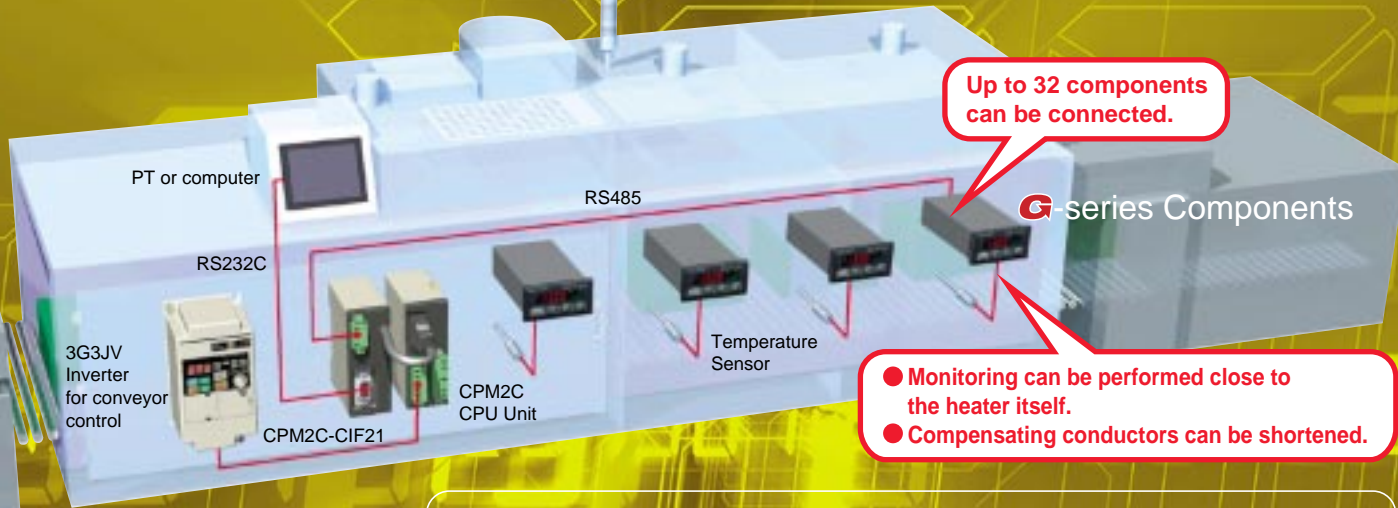 Up to 32 components
can be connected.
PT or computer
RS485
G-series Components
RS232C
3G3JV
Inverter
for conveyor
control
CPM2C-CIF21
CPM2C
CPU Unit
Temperature
Sensor
● Monitoring can be performed close to
the heater itself.
● Compensating conductors can be shortened.